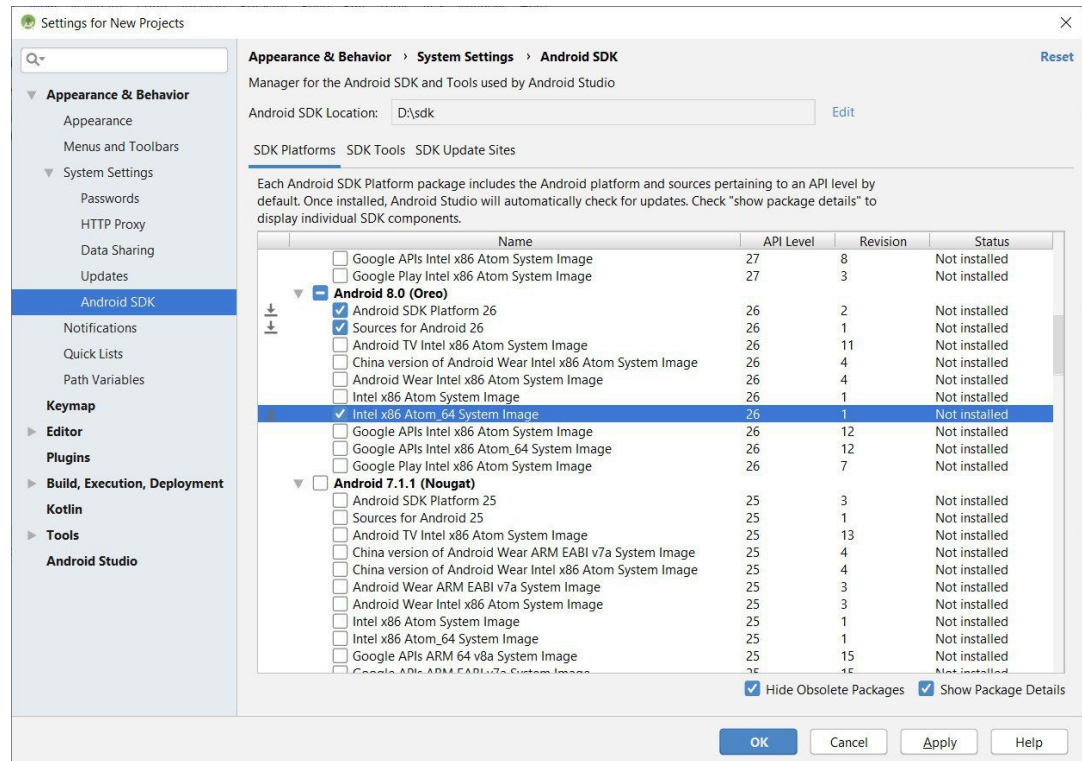 Settings for New Projects
Appearance & Behavior
Appearance
Menus and Toolbars
System Settings
Passwords
HTTP Proxy
Data Sharing
Updates
Android SDK
Notifications
Quick Lists
Path Variables
Keymap
Editor
Plugins
Build, Execution, Deployment
Kotlin
Tools
Android Studio
Appearance & Behavior › System Settings › Android SDK Reset
Manager for the Android SDK and Tools used by Android Studio
Android SDK Location: D:\sdk Edit
SDK Platforms SDK Tools SDK Update Sites
Each Android SDK Platform package includes the Android platform and sources pertaining to an API level by
default. Once installed, Android Studio will automatically check for updates. Check "show package details" to
display individual SDK components.
Name API Level Revision Status
Google APIs Intel x86 Atom System Image 27 8 Not installed
Google Play Intel x86 Atom System Image 27 3 Not installed
Android 8.0 (Oreo)
Android SDK Platform 26 26 2 Not installed
Sources for Android 26 26 1 Not installed
Android TV Intel x86 Atom System Image 26 11 Not installed
China version of Android Wear Intel x86 Atom System Image 26 4 Not installed
Android Wear Intel x86 Atom System Image 26 4 Not installed
Intel x86 Atom System Image 26 1 Not installed
Intel x86 Atom_64 System Image 26 1 Not installed
Google APIs Intel x86 Atom System Image 26 12 Not installed
Google APIs Intel x86 Atom_64 System Image 26 12 Not installed
Google Play Intel x86 Atom System Image 26 7 Not installed
Android 7.1.1 (Nougat)
Android SDK Platform 25 25 3 Not installed
Sources for Android 25 25 1 Not installed
Android TV Intel x86 Atom System Image 25 13 Not installed
China version of Android Wear ARM EABI v7a System Image 25 4 Not installed
China version of Android Wear Intel x86 Atom System Image 25 4 Not installed
Android Wear ARM EABI v7a System Image 25 3 Not installed
Android Wear Intel x86 Atom System Image 25 3 Not installed
Intel x86 Atom System Image 25 1 Not installed
Intel x86 Atom_64 System Image 25 1 Not installed
Google APIs ARM 64 v8a System Image 25 15 Not installed
Google APIs ARM EABI v7a System Image 25 15 Not installed
Hide Obsolete Packages Show Package Details
OK Cancel Apply Help